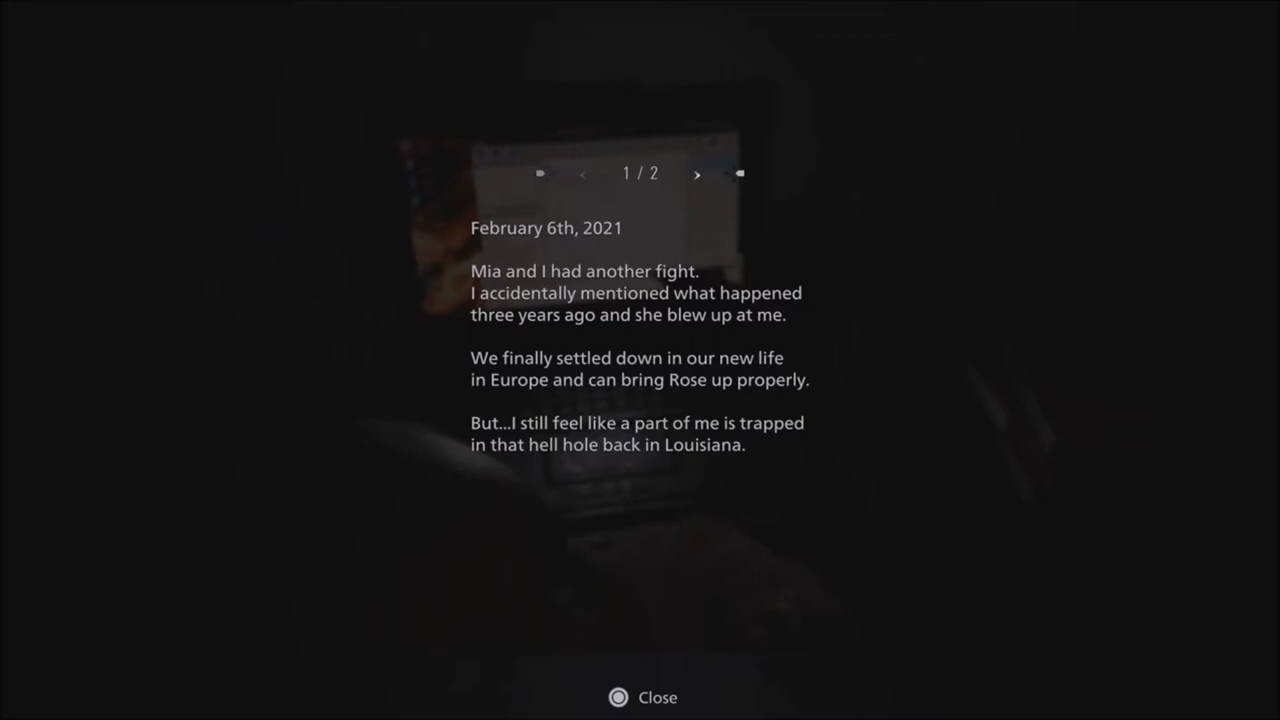 1 / 2
February 6th, 2021
Mia and I had another fight.
I accidentally mentioned what happened
three years ago and she blew up at me.
We finally settled down in our new life
in Europe and can bring Rose up properly.
But...I still feel like a part of me is trapped
in that hell hole back in Louisiana.
Close